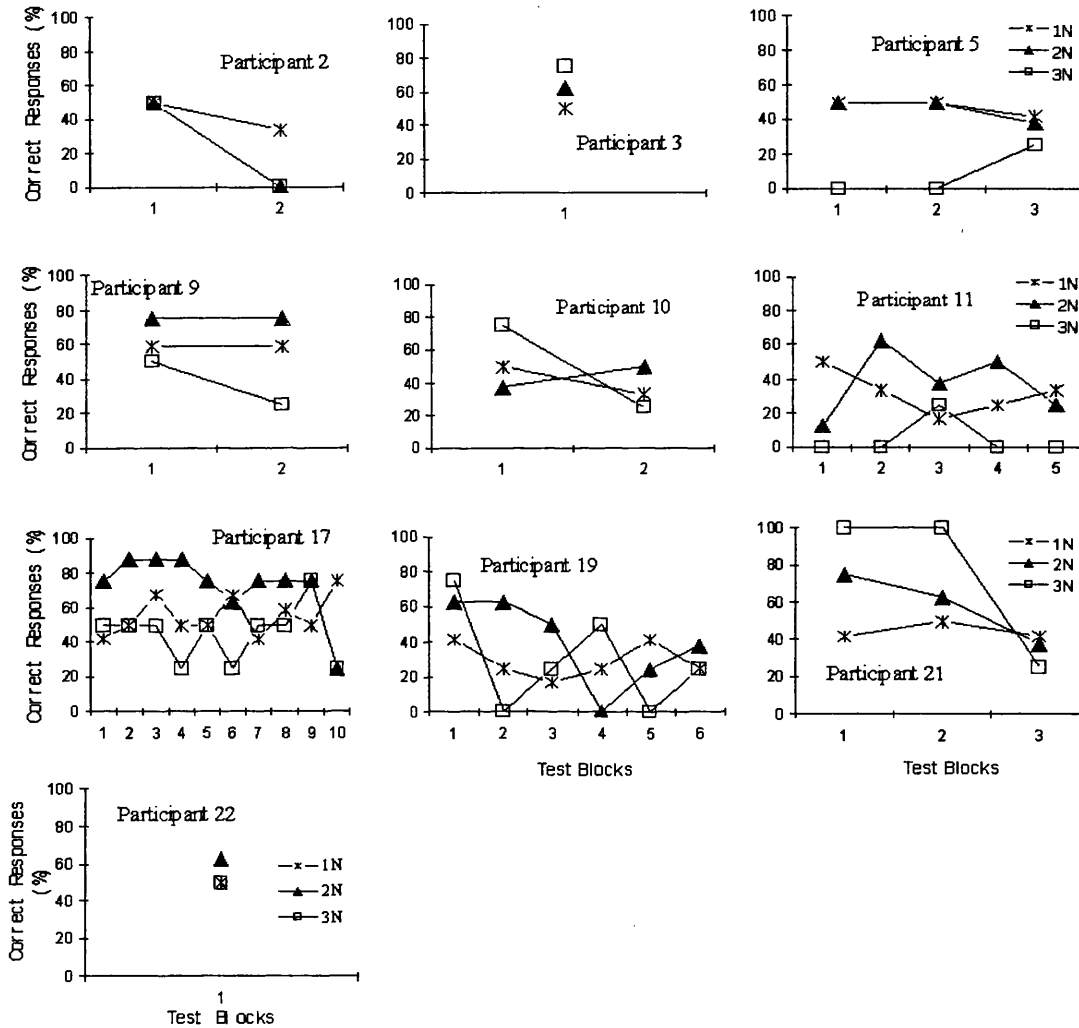 Correct Responses (%)
100
80
60
40
20
0
Participant 2
1
2
100
80
60
40
20
0
Participant 3
1
100
80
60
40
20
0
Participant 5
1N
2N
3N
1
2
3
Correct Responses (%)
100
80
60
40
20
0
Participant 9
1
2
100
80
60
40
20
0
Participant 10
1
2
100
80
60
40
20
0
Participant 11
1N
2N
3N
1 2 3 4 5
Correct Responses (%)
100
80
60
40
20
0
Participant 17
1 2 3 4 5 6 7 8 9 10
100
80
60
40
20
0
Participant 19
1 2 3 4 5 6
Test Blocks
100
80
60
40
20
0
Participant 21
1N
2N
3N
1 2 3
Test Blocks
Correct Responses
(%)
100
80
60
40
20
0
Participant 22
1N
2N
3N
1
Test Blocks